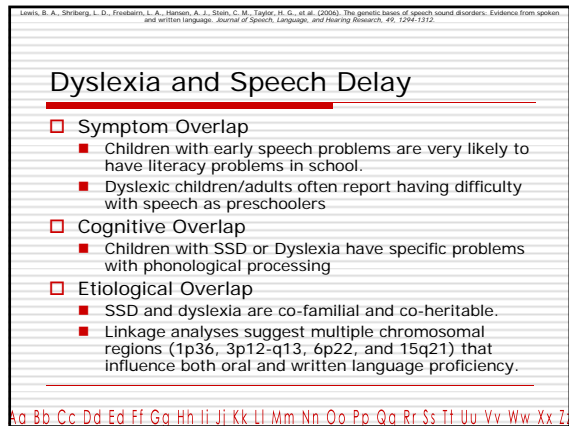 Lewis, B. A., Shriberg, L. D., Freebairn, L. A., Hansen, A. J., Stein, C. M., Taylor, H. G., et al. (2006). The genetic bases of speech sound disorders: Evidence from spoken
and written language. Journal of Speech, Language, and Hearing Research, 49, 1294-1312.
Dyslexia and Speech Delay
Symptom Overlap
Children with early speech problems are very likely to
have literacy problems in school.
Dyslexic children/adults often report having difficulty
with speech as preschoolers
Cognitive Overlap
Children with SSD or Dyslexia have specific problems
with phonological processing
Etiological Overlap
SSD and dyslexia are co-familial and co-heritable.
Linkage analyses suggest multiple chromosomal
regions (1p36, 3p12-q13, 6p22, and 15q21) that
influence both oral and written language proficiency.
Aa Bb Cc Dd Ed Ff Gg Hh Ii Jj Kk Ll Mm Nn Oo Pp Qq Rr Ss Tt Uu Vv Ww Xx Zz